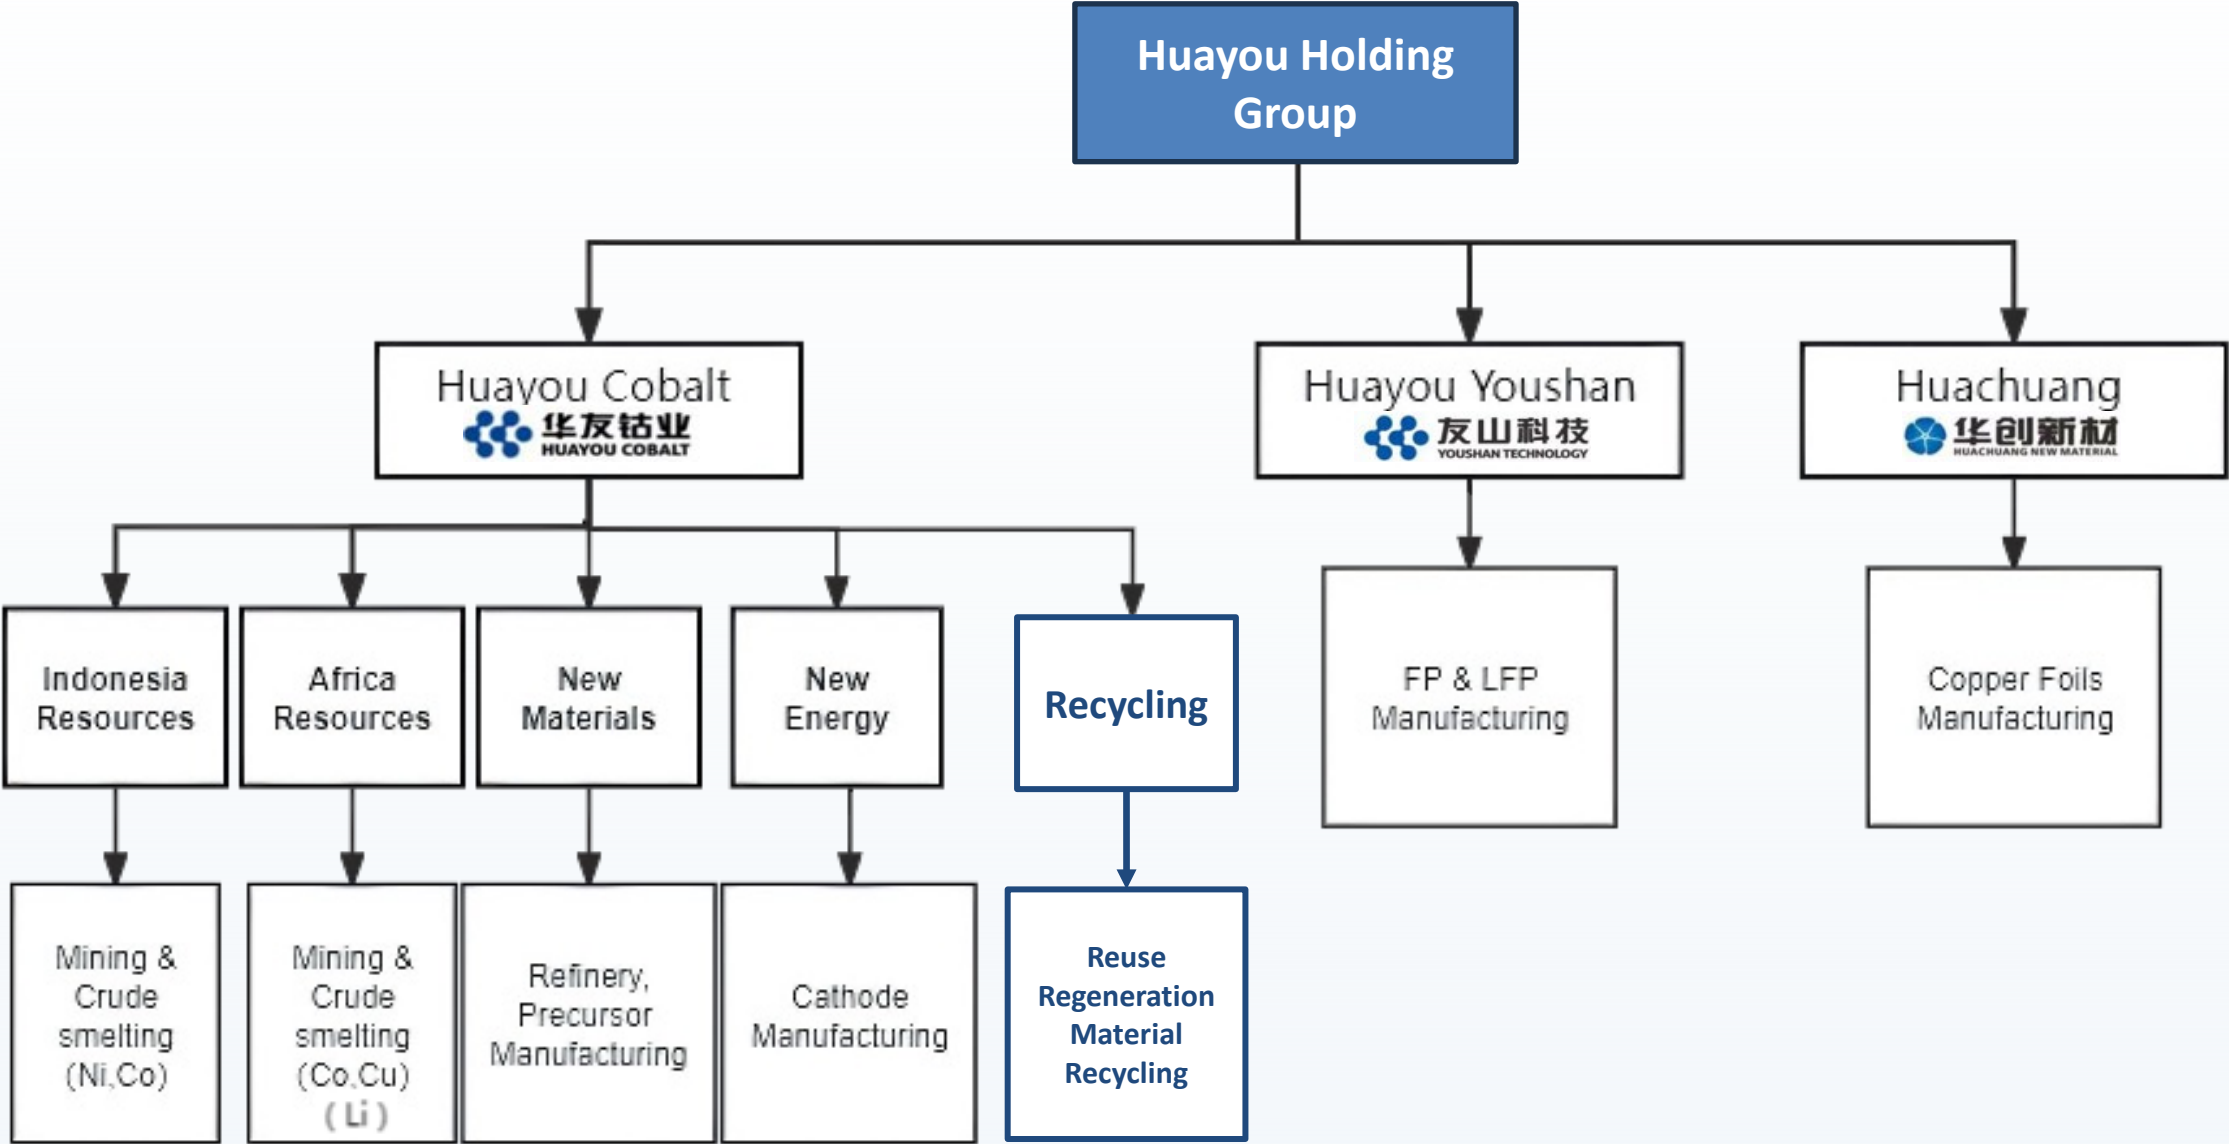 Huayou Holding
Group
Huayou Cobalt
华友钴业
HUAYOU COBALT
Huayou Youshan
友山科技
YOUSHAN TECHNOLOGY
Huachuang
华创新材
HUACHUANG NEW MATERIAL
Indonesia
Resources
Africa
Resources
New
Materials
New
Energy
Recycling
FP & LFP
Manufacturing
Copper Foils
Manufacturing
Mining &
Crude
smelting
(Ni,Co)
Mining &
Crude
smelting
(Co,Cu)
( Li )
Refinery,
Precursor
Manufacturing
Cathode
Manufacturing
Reuse
Regeneration
Material
Recycling